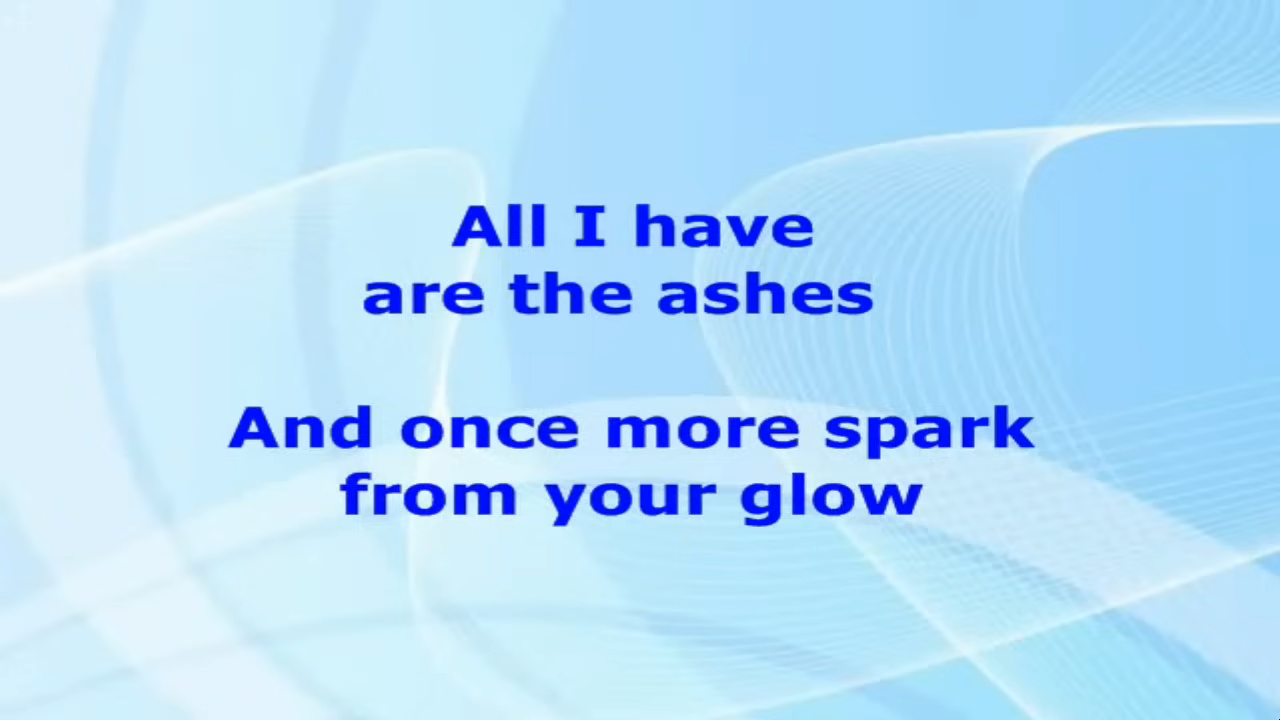 All I have
are the ashes
And once more spark
from your glow